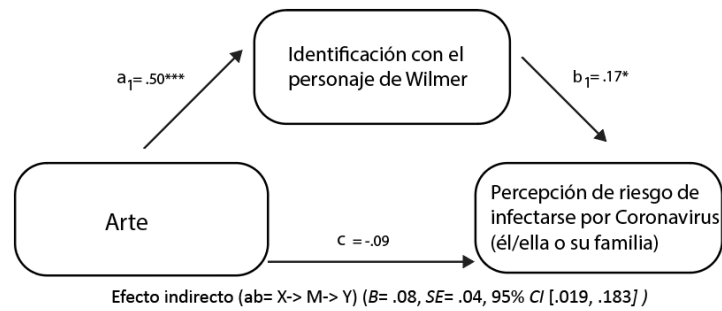 Identificación con el
personaje de Wilmer
a1= .50***
b1= .17*
Arte
Percepción de riesgo de
infectarse por Coronavirus
(él/ella o su familia)
c = -.09
Efecto indirecto (ab= X-> M-> Y) (B= .08, SE= .04, 95% CI [.019, .183] )